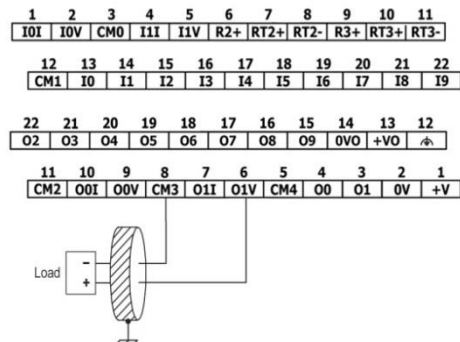 1 2 3 4 5 6 7 8 9 10 11
I0I I0V CM0 I1I I1V R2+ RT2+ RT2- R3+ RT3+ RT3-
12 13 14 15 16 17 18 19 20 21 22
CM1 I0 I1 I2 I3 I4 I5 I6 I7 I8 I9
22 21 20 19 18 17 16 15 14 13 12
O2 O3 O4 O5 O6 O7 O8 O9 0VO +VO
11 10 9 8 7 6 5 4 3 2 1
CM2 O0I O0V CM3 O1I O1V CM4 O0 O1 0V +V
Load - +